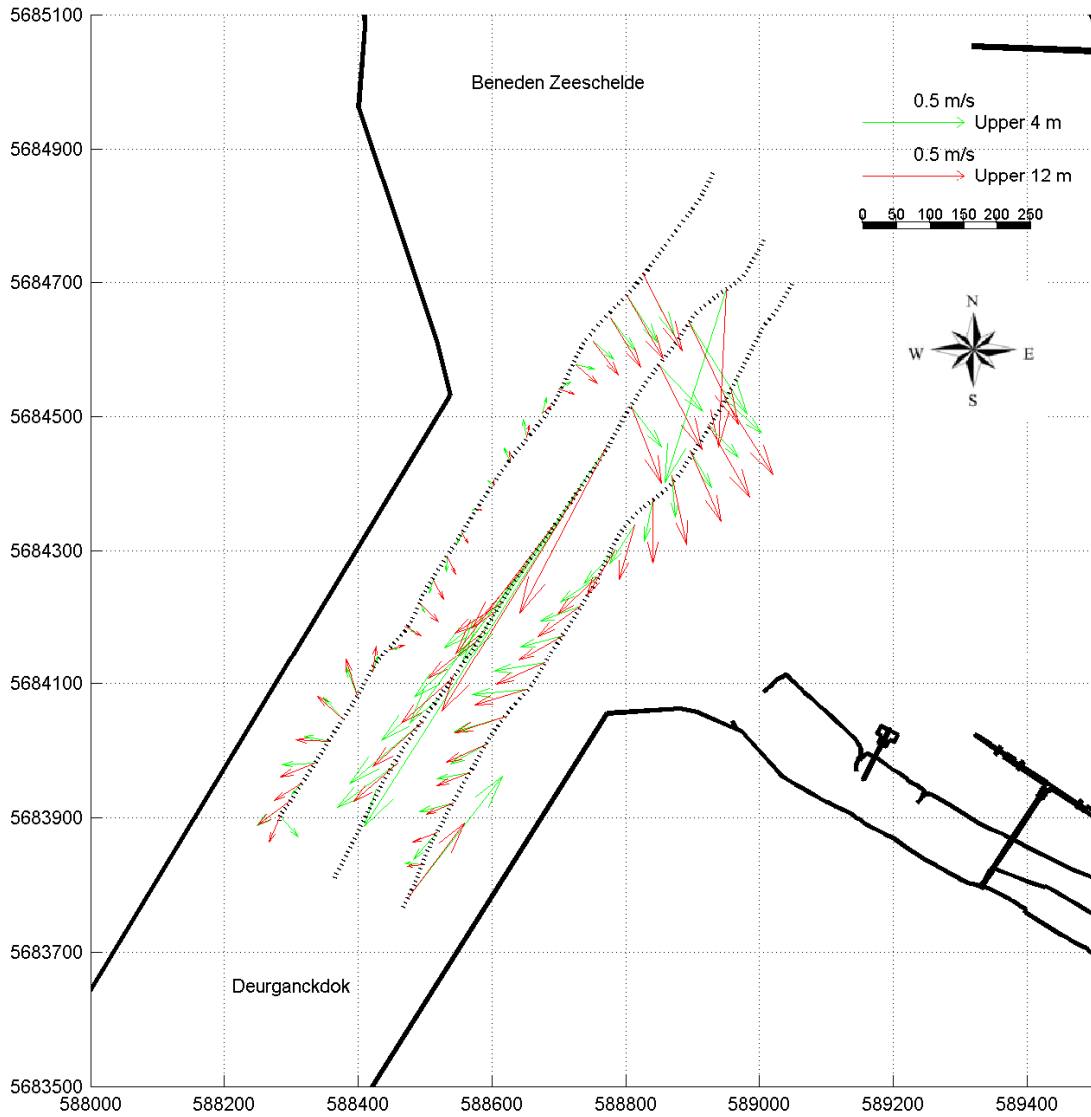 5685100
5684900
5684700
5684500
5684300
5684100
5683900
5683700
5683500
588000 588200 588400 588600 588800 589000 589200 589400
Beneden Zeeschelde
0.5 m/s
Upper 4 m
0.5 m/s
Upper 12 m
0 50 100 150 200 250
N
W E
S
Deurganckdok